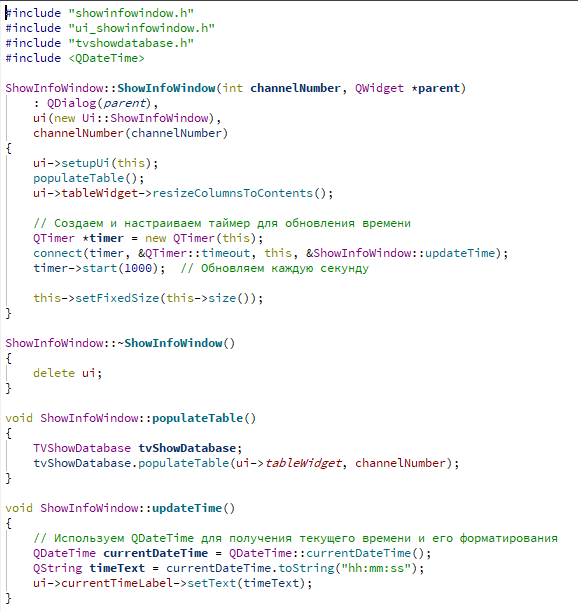 #include "showinfowindow.h"
#include "ui_showinfowindow.h"
#include "tvshowdatabase.h"
#include <QDateTime>

ShowInfoWindow::ShowInfoWindow(int channelNumber, QWidget *parent)
    : QDialog(parent),
    ui(new Ui::ShowInfoWindow),
    channelNumber(channelNumber)
{
    ui->setupUi(this);
    populateTable();
    ui->tableWidget->resizeColumnsToContents();

    // Создаем и настраиваем таймер для обновления времени
    QTimer *timer = new QTimer(this);
    connect(timer, &QTimer::timeout, this, &ShowInfoWindow::updateTime);
    timer->start(1000);  // Обновляем каждую секунду

    this->setFixedSize(this->size());
}

ShowInfoWindow::~ShowInfoWindow()
{
    delete ui;
}

void ShowInfoWindow::populateTable()
{
    TVShowDatabase tvShowDatabase;
    tvShowDatabase.populateTable(ui->tableWidget, channelNumber);
}

void ShowInfoWindow::updateTime()
{
    // Используем QDateTime для получения текущего времени и его форматирования
    QDateTime currentDateTime = QDateTime::currentDateTime();
    QString timeText = currentDateTime.toString("hh:mm:ss");
    ui->currentTimeLabel->setText(timeText);
}